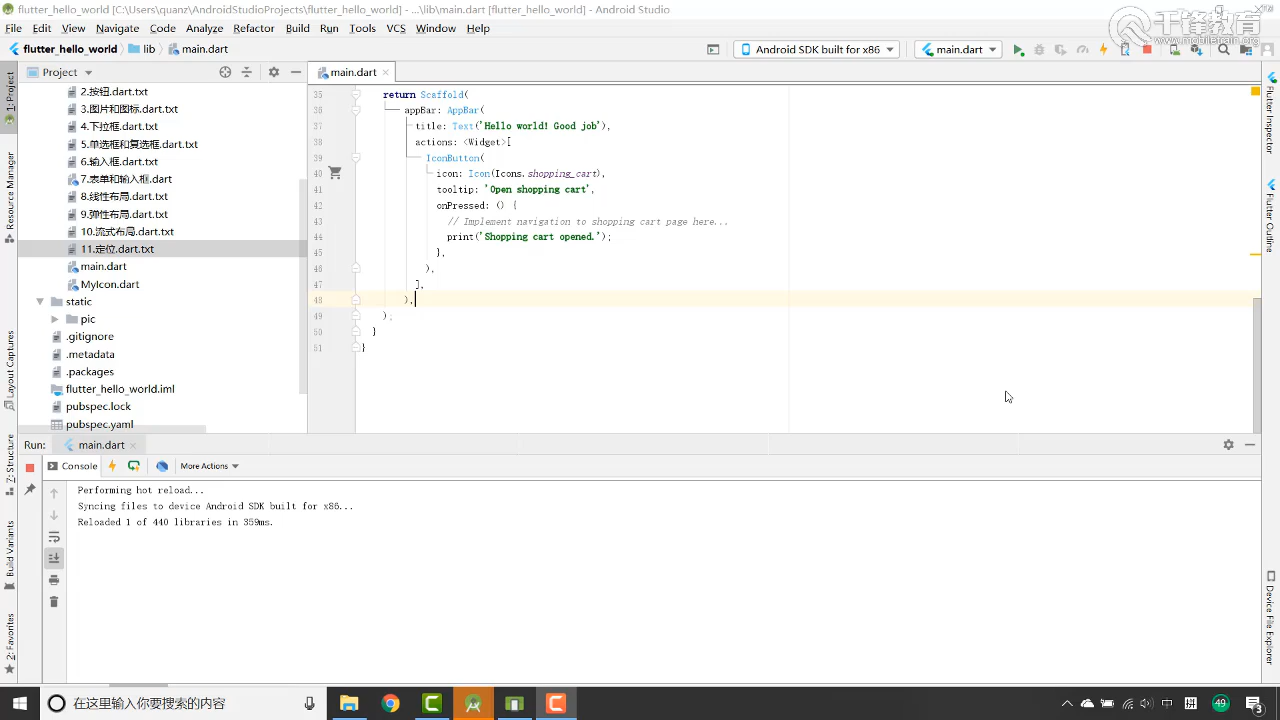 flutter_hello_world [C:\Users\quanz\AndroidStudioProjects\flutter_hello_world] - ...\lib\main.dart - Android Studio
千锋教育
www.mobiletrain.org
File Edit View Navigate Code Analyze Refactor Build Run Tools VCS Window Help
flutter_hello_world lib main.dart
Android SDK built for x86
main.dart
1: Project
Resource Manager
Layout Captures
Z: Structure
Build Variants
2: Favorites
Project
2.按钮.dart.txt
3.图片和图标.dart.txt
4.下拉框.dart.txt
5.单选框和复选框.dart.txt
6.输入框.dart.txt
7.表单和输入框.dart
8.线性布局.dart.txt
9.弹性布局.dart.txt
10.流式布局.dart.txt
11.定位.dart.txt
main.dart
MyIcon.dart
static
pic
.gitignore
.metadata
.packages
flutter_hello_world.iml
pubspec.lock
pubspec.yaml
main.dart
35 return Scaffold(
36 appBar: AppBar(
37 title: Text('Hello world! Good job'),
38 actions: <Widget>[
39 IconButton(
40 icon: Icon(Icons.shopping_cart),
41 tooltip: 'Open shopping cart',
42 onPressed: () {
43 // Implement navigation to shopping cart page here...
44 print('Shopping cart opened.');
45 },
46 ),
47 ],
48 ),
49 );
50 }
51 }
Flutter Inspector
Flutter Outline
Device File Explorer
Run: main.dart
Console
More Actions
Performing hot reload...
Syncing files to device Android SDK built for x86...
Reloaded 1 of 440 libraries in 359ms.
在这里输入你要搜索的内容
中
拼
49
3